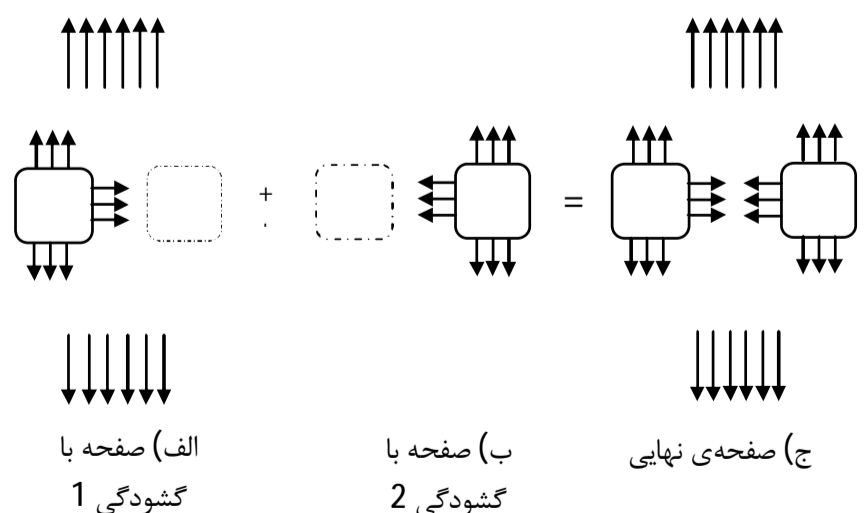 +
=
الف) صفحه با
گشودگی 1
ب) صفحه با
گشودگی 2
ج) صفحه‌ی نهایی